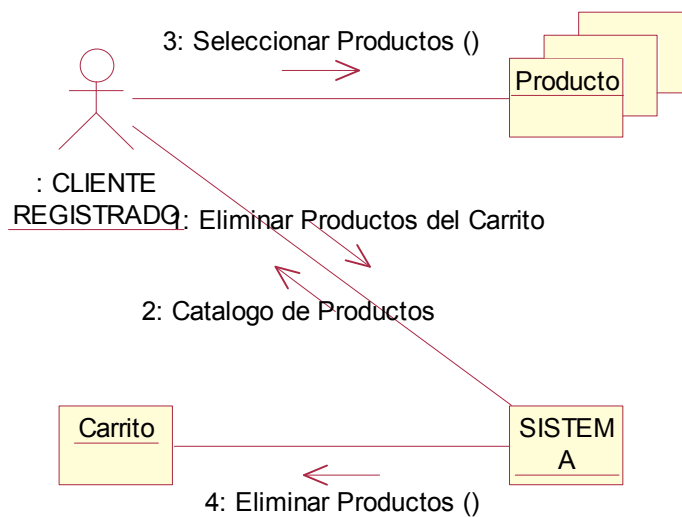 3: Seleccionar Productos ()
Producto
: CLIENTE
REGISTRADO
1: Eliminar Productos del Carrito
2: Catalogo de Productos
Carrito
SISTEM
A
4: Eliminar Productos ()